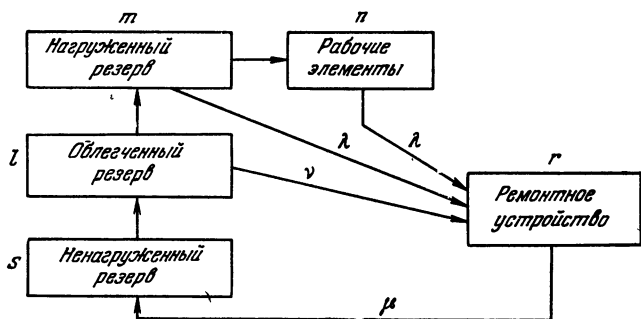 m
n
Нагруженный
резерв
Рабочие
элементы
λ
λ
r
l
Облегченный
резерв
ν
Ремонтное
устройство
s
Ненагруженный
резерв
μ